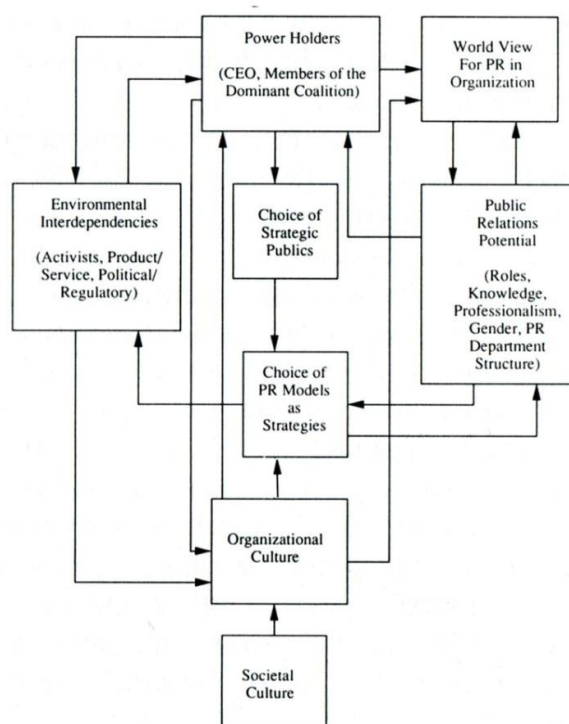 Power Holders
(CEO, Members of the
Dominant Coalition)
World View
For PR in
Organization
Environmental
Interdependencies
(Activists, Product/
Service, Political/
Regulatory)
Choice of
Strategic
Publics
Public
Relations
Potential
(Roles,
Knowledge,
Professionalism,
Gender, PR
Department
Structure)
Choice of
PR Models
as
Strategies
Organizational
Culture
Societal
Culture